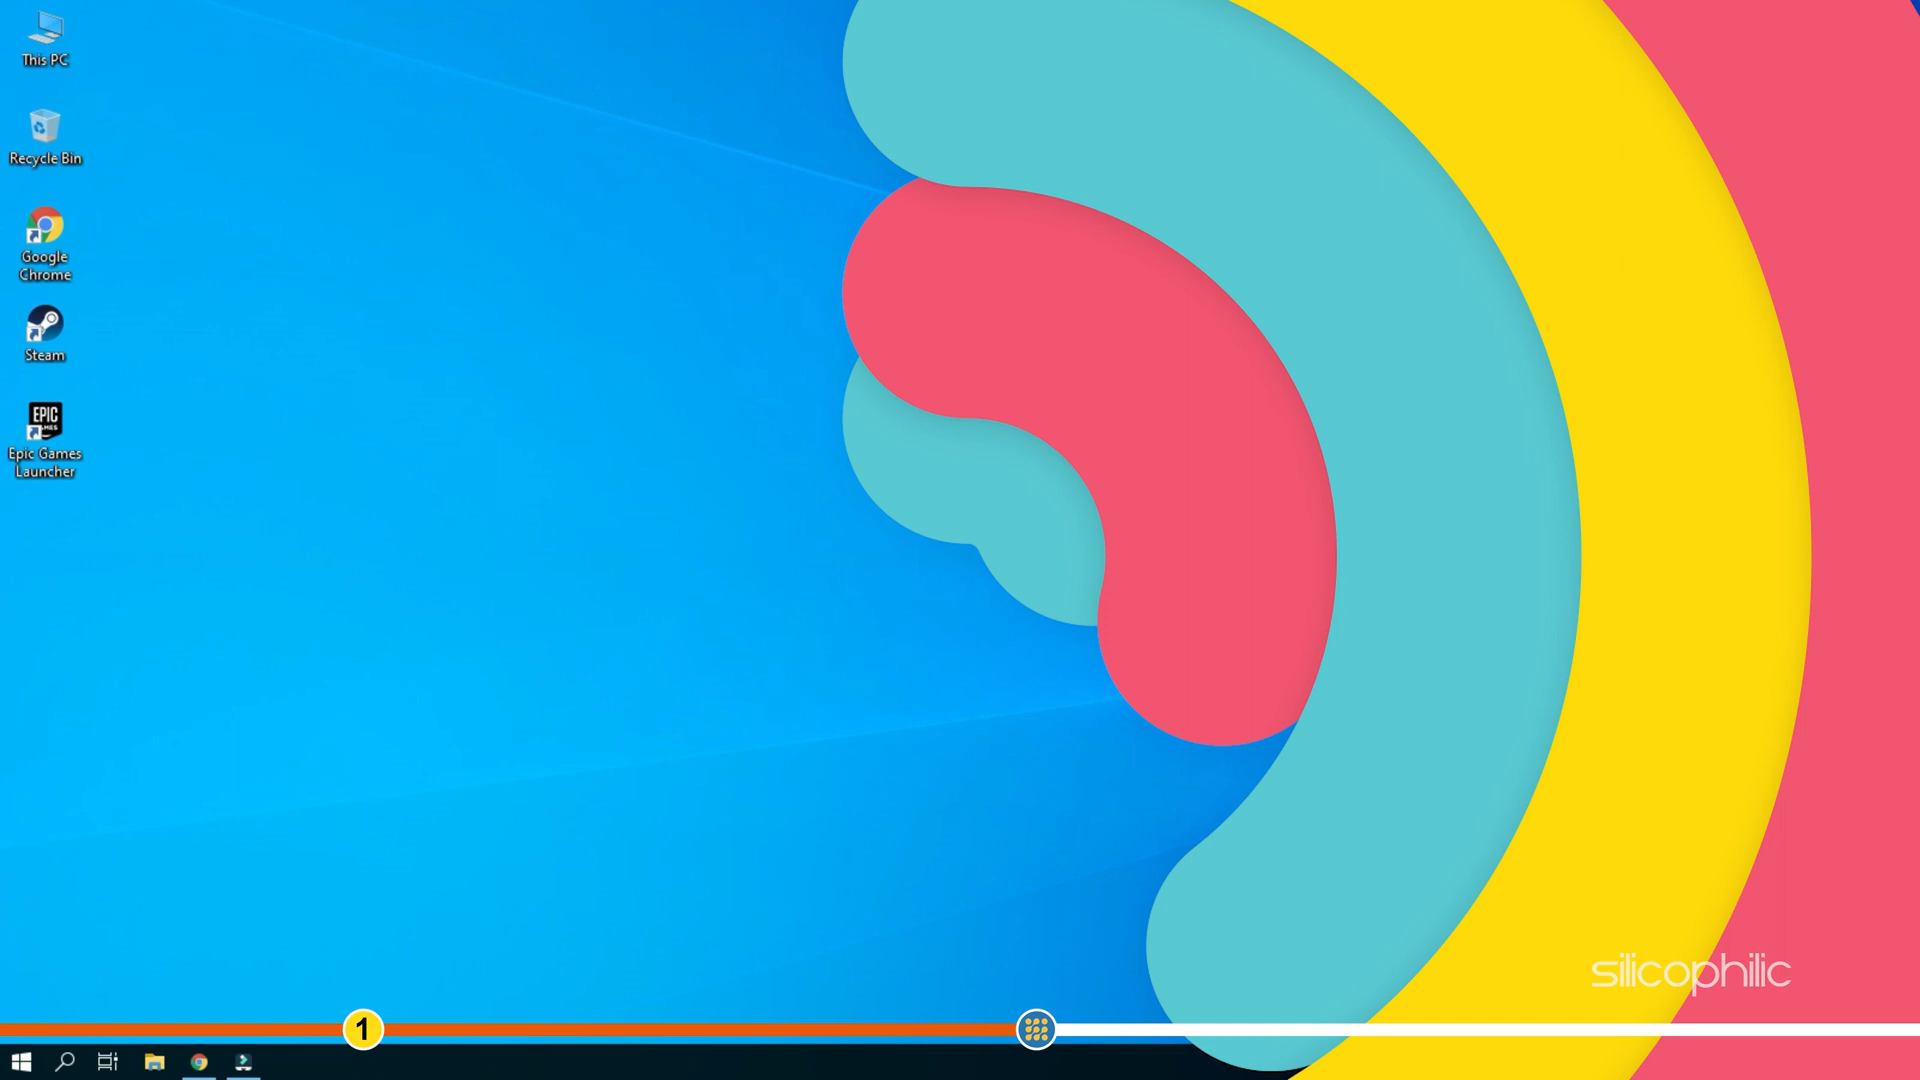 This PC
Recycle Bin
Google
Chrome
Steam
EPIC
Epic Games
Launcher
silicophilic
1